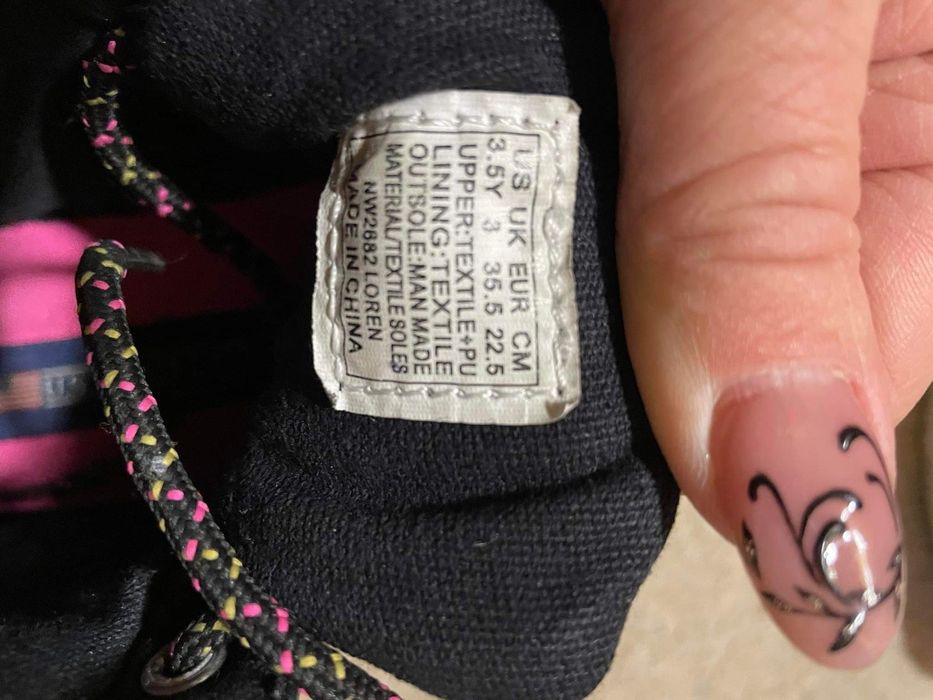 US UK EUR CM
3.5Y 3 35.5 22.5
UPPER:TEXTILE+PU
LINING:TEXTILE
OUTSOLE:MAN MADE
MATERIAL/TEXTILE SOLES
NW2682 LOREN
MADE IN CHINA